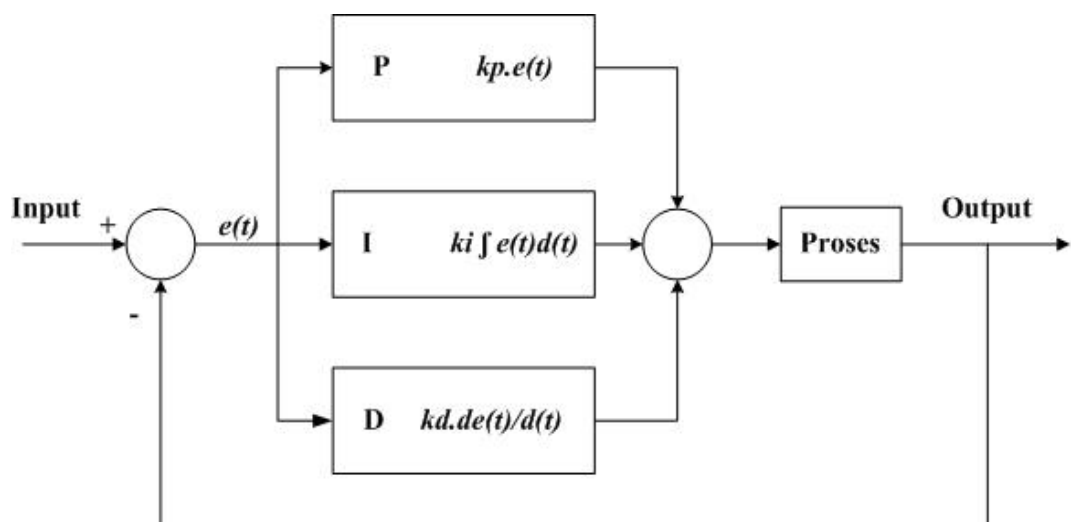 P kp.e(t)
Input
+
e(t)
I ki ∫ e(t)d(t)
Proses
Output
-
D kd.de(t)/d(t)